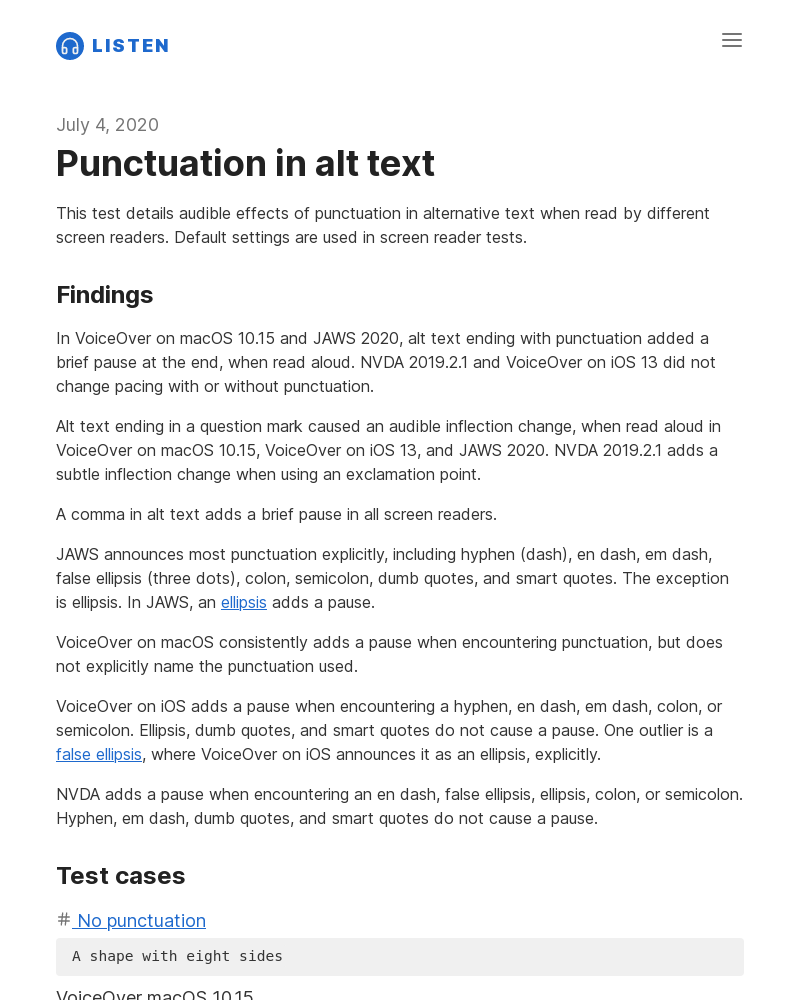 LISTEN
July 4, 2020
Punctuation in alt text
This test details audible effects of punctuation in alternative text when read by different
screen readers. Default settings are used in screen reader tests.
Findings
In VoiceOver on macOS 10.15 and JAWS 2020, alt text ending with punctuation added a
brief pause at the end, when read aloud. NVDA 2019.2.1 and VoiceOver on iOS 13 did not
change pacing with or without punctuation.
Alt text ending in a question mark caused an audible inflection change, when read aloud in
VoiceOver on macOS 10.15, VoiceOver on iOS 13, and JAWS 2020. NVDA 2019.2.1 adds a
subtle inflection change when using an exclamation point.
A comma in alt text adds a brief pause in all screen readers.
JAWS announces most punctuation explicitly, including hyphen (dash), en dash, em dash,
false ellipsis (three dots), colon, semicolon, dumb quotes, and smart quotes. The exception
is ellipsis. In JAWS, an ellipsis adds a pause.
VoiceOver on macOS consistently adds a pause when encountering punctuation, but does
not explicitly name the punctuation used.
VoiceOver on iOS adds a pause when encountering a hyphen, en dash, em dash, colon, or
semicolon. Ellipsis, dumb quotes, and smart quotes do not cause a pause. One outlier is a
false ellipsis, where VoiceOver on iOS announces it as an ellipsis, explicitly.
NVDA adds a pause when encountering an en dash, false ellipsis, ellipsis, colon, or semicolon.
Hyphen, em dash, dumb quotes, and smart quotes do not cause a pause.
Test cases
# No punctuation
A shape with eight sides
VoiceOver macOS 10.15